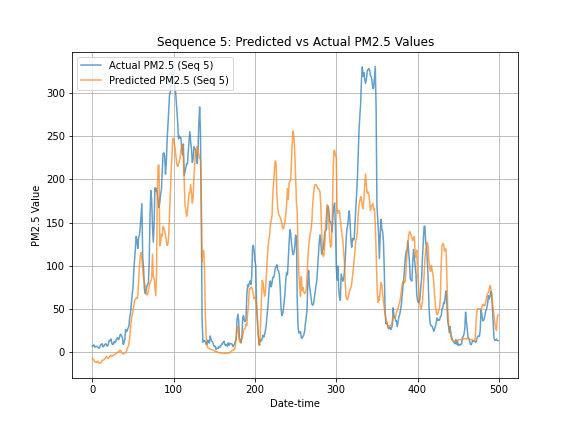 Sequence 5: Predicted vs Actual PM2.5 Values
Actual PM2.5 (Seq 5)
Predicted PM2.5 (Seq 5)
PM2.5 Value
300
250
200
150
100
50
0
0 100 200 300 400 500
Date-time